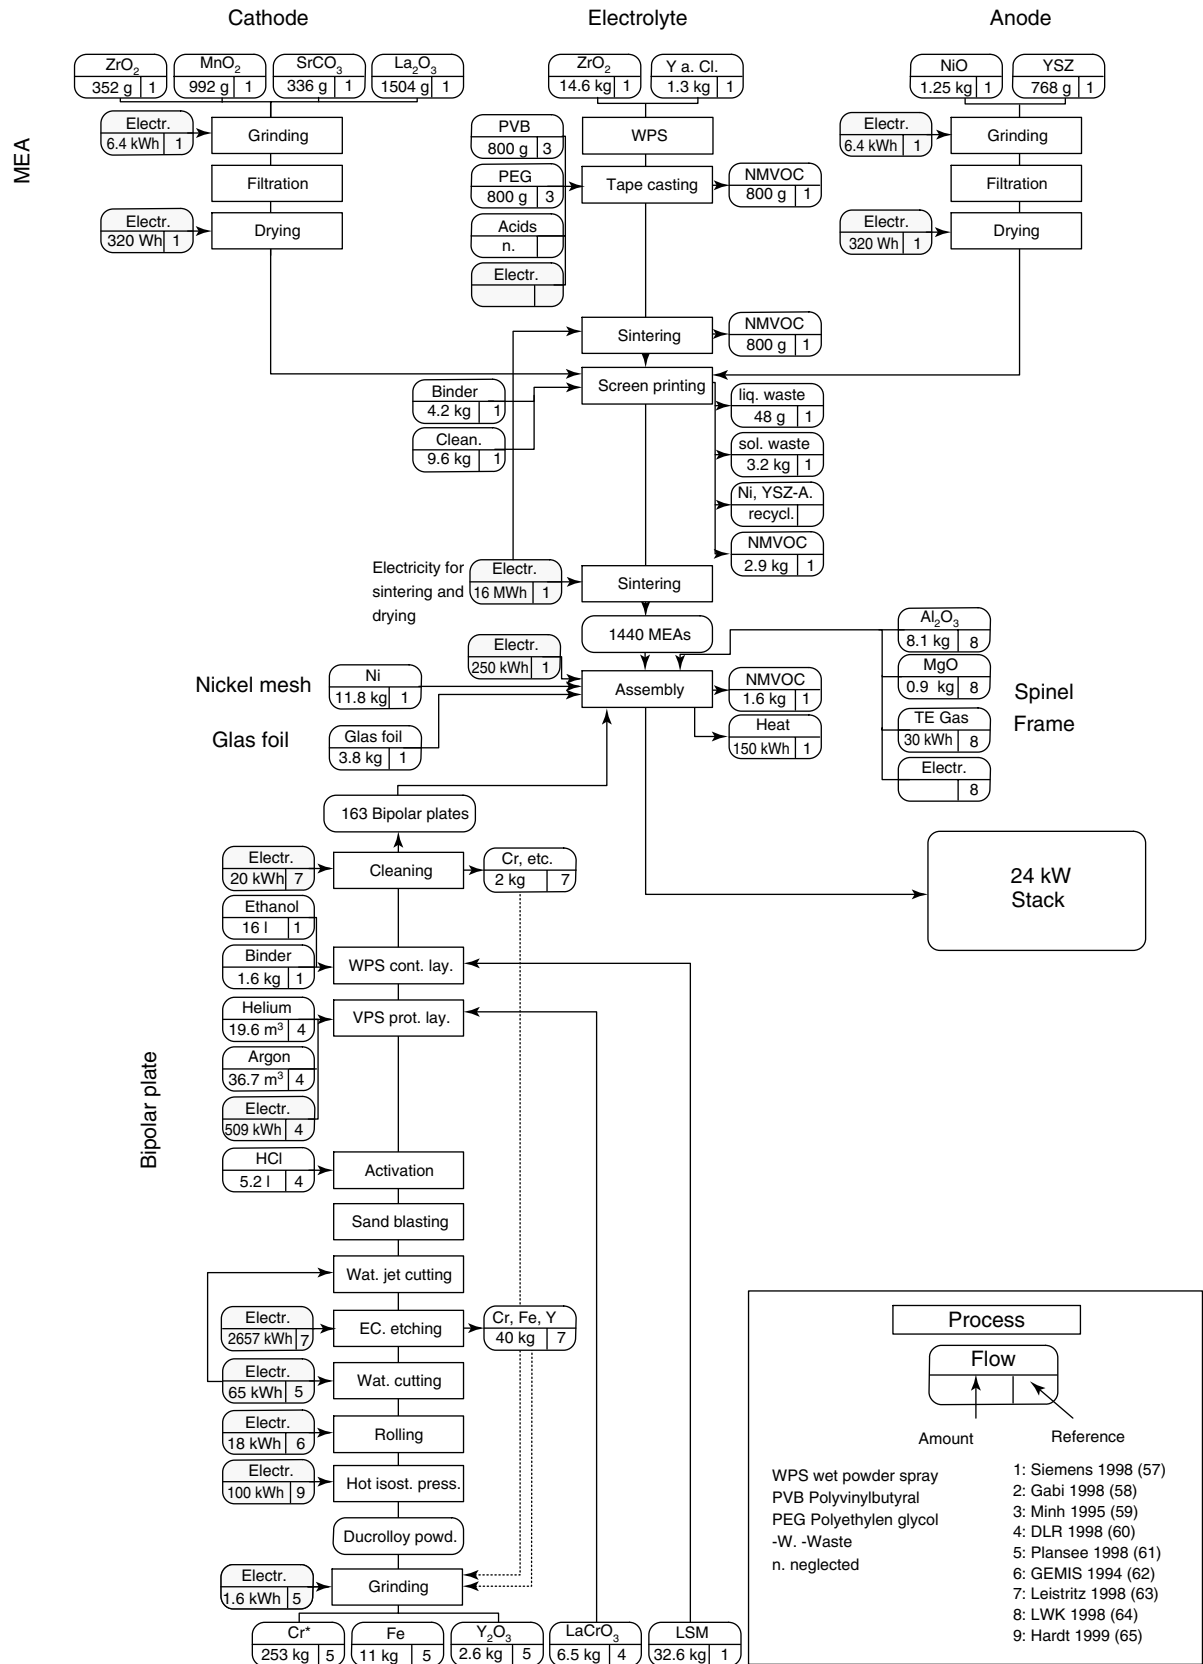 Cathode
Electrolyte
Anode
MEA
ZrO2
352 g 1
MnO2
992 g 1
SrCO3
336 g 1
La2O3
1504 g 1
ZrO2
14.6 kg 1
Y a. Cl.
1.3 kg 1
NiO
1.25 kg 1
YSZ
768 g 1
Electr.
6.4 kWh 1
Grinding
Filtration
Electr.
320 Wh 1
Drying
PVB
800 g 3
WPS
PEG
800 g 3
Tape casting
NMVOC
800 g 1
Acids
n.
Electr.
Electr.
6.4 kWh 1
Grinding
Filtration
Electr.
320 Wh 1
Drying
Sintering
NMVOC
800 g 1
Screen printing
Binder
4.2 kg 1
Clean.
9.6 kg 1
liq. waste
48 g 1
sol. waste
3.2 kg 1
Ni, YSZ-A.
recycl.
NMVOC
2.9 kg 1
Electricity for
sintering and
drying
Electr.
16 MWh 1
Sintering
1440 MEAs
Electr.
250 kWh 1
Nickel mesh
Ni
11.8 kg 1
Assembly
NMVOC
1.6 kg 1
Heat
150 kWh 1
Glas foil
Glas foil
3.8 kg 1
Al2O3
8.1 kg 8
MgO
0.9 kg 8
TE Gas
30 kWh 8
Electr.
8
Spinel
Frame
163 Bipolar plates
24 kW
Stack
Bipolar plate
Electr.
20 kWh 7
Cleaning
Cr, etc.
2 kg 7
Ethanol
16 l 1
Binder
1.6 kg 1
WPS cont. lay.
Helium
19.6 m3 4
VPS prot. lay.
Argon
36.7 m3 4
Electr.
509 kWh 4
HCl
5.2 l 4
Activation
Sand blasting
Wat. jet cutting
Electr.
2657 kWh 7
EC. etching
Cr, Fe, Y
40 kg 7
Electr.
65 kWh 5
Wat. cutting
Electr.
18 kWh 6
Rolling
Electr.
100 kWh 9
Hot isost. press.
Ducrolloy powd.
Electr.
1.6 kWh 5
Grinding
Cr*
253 kg 5
Fe
11 kg 5
Y2O3
2.6 kg 5
LaCrO3
6.5 kg 4
LSM
32.6 kg 1
Process
Flow
Amount
Reference
WPS wet powder spray
PVB Polyvinylbutyral
PEG Polyethylen glycol
-W. -Waste
n. neglected
1: Siemens 1998 (57)
2: Gabi 1998 (58)
3: Minh 1995 (59)
4: DLR 1998 (60)
5: Plansee 1998 (61)
6: GEMIS 1994 (62)
7: Leistritz 1998 (63)
8: LWK 1998 (64)
9: Hardt 1999 (65)